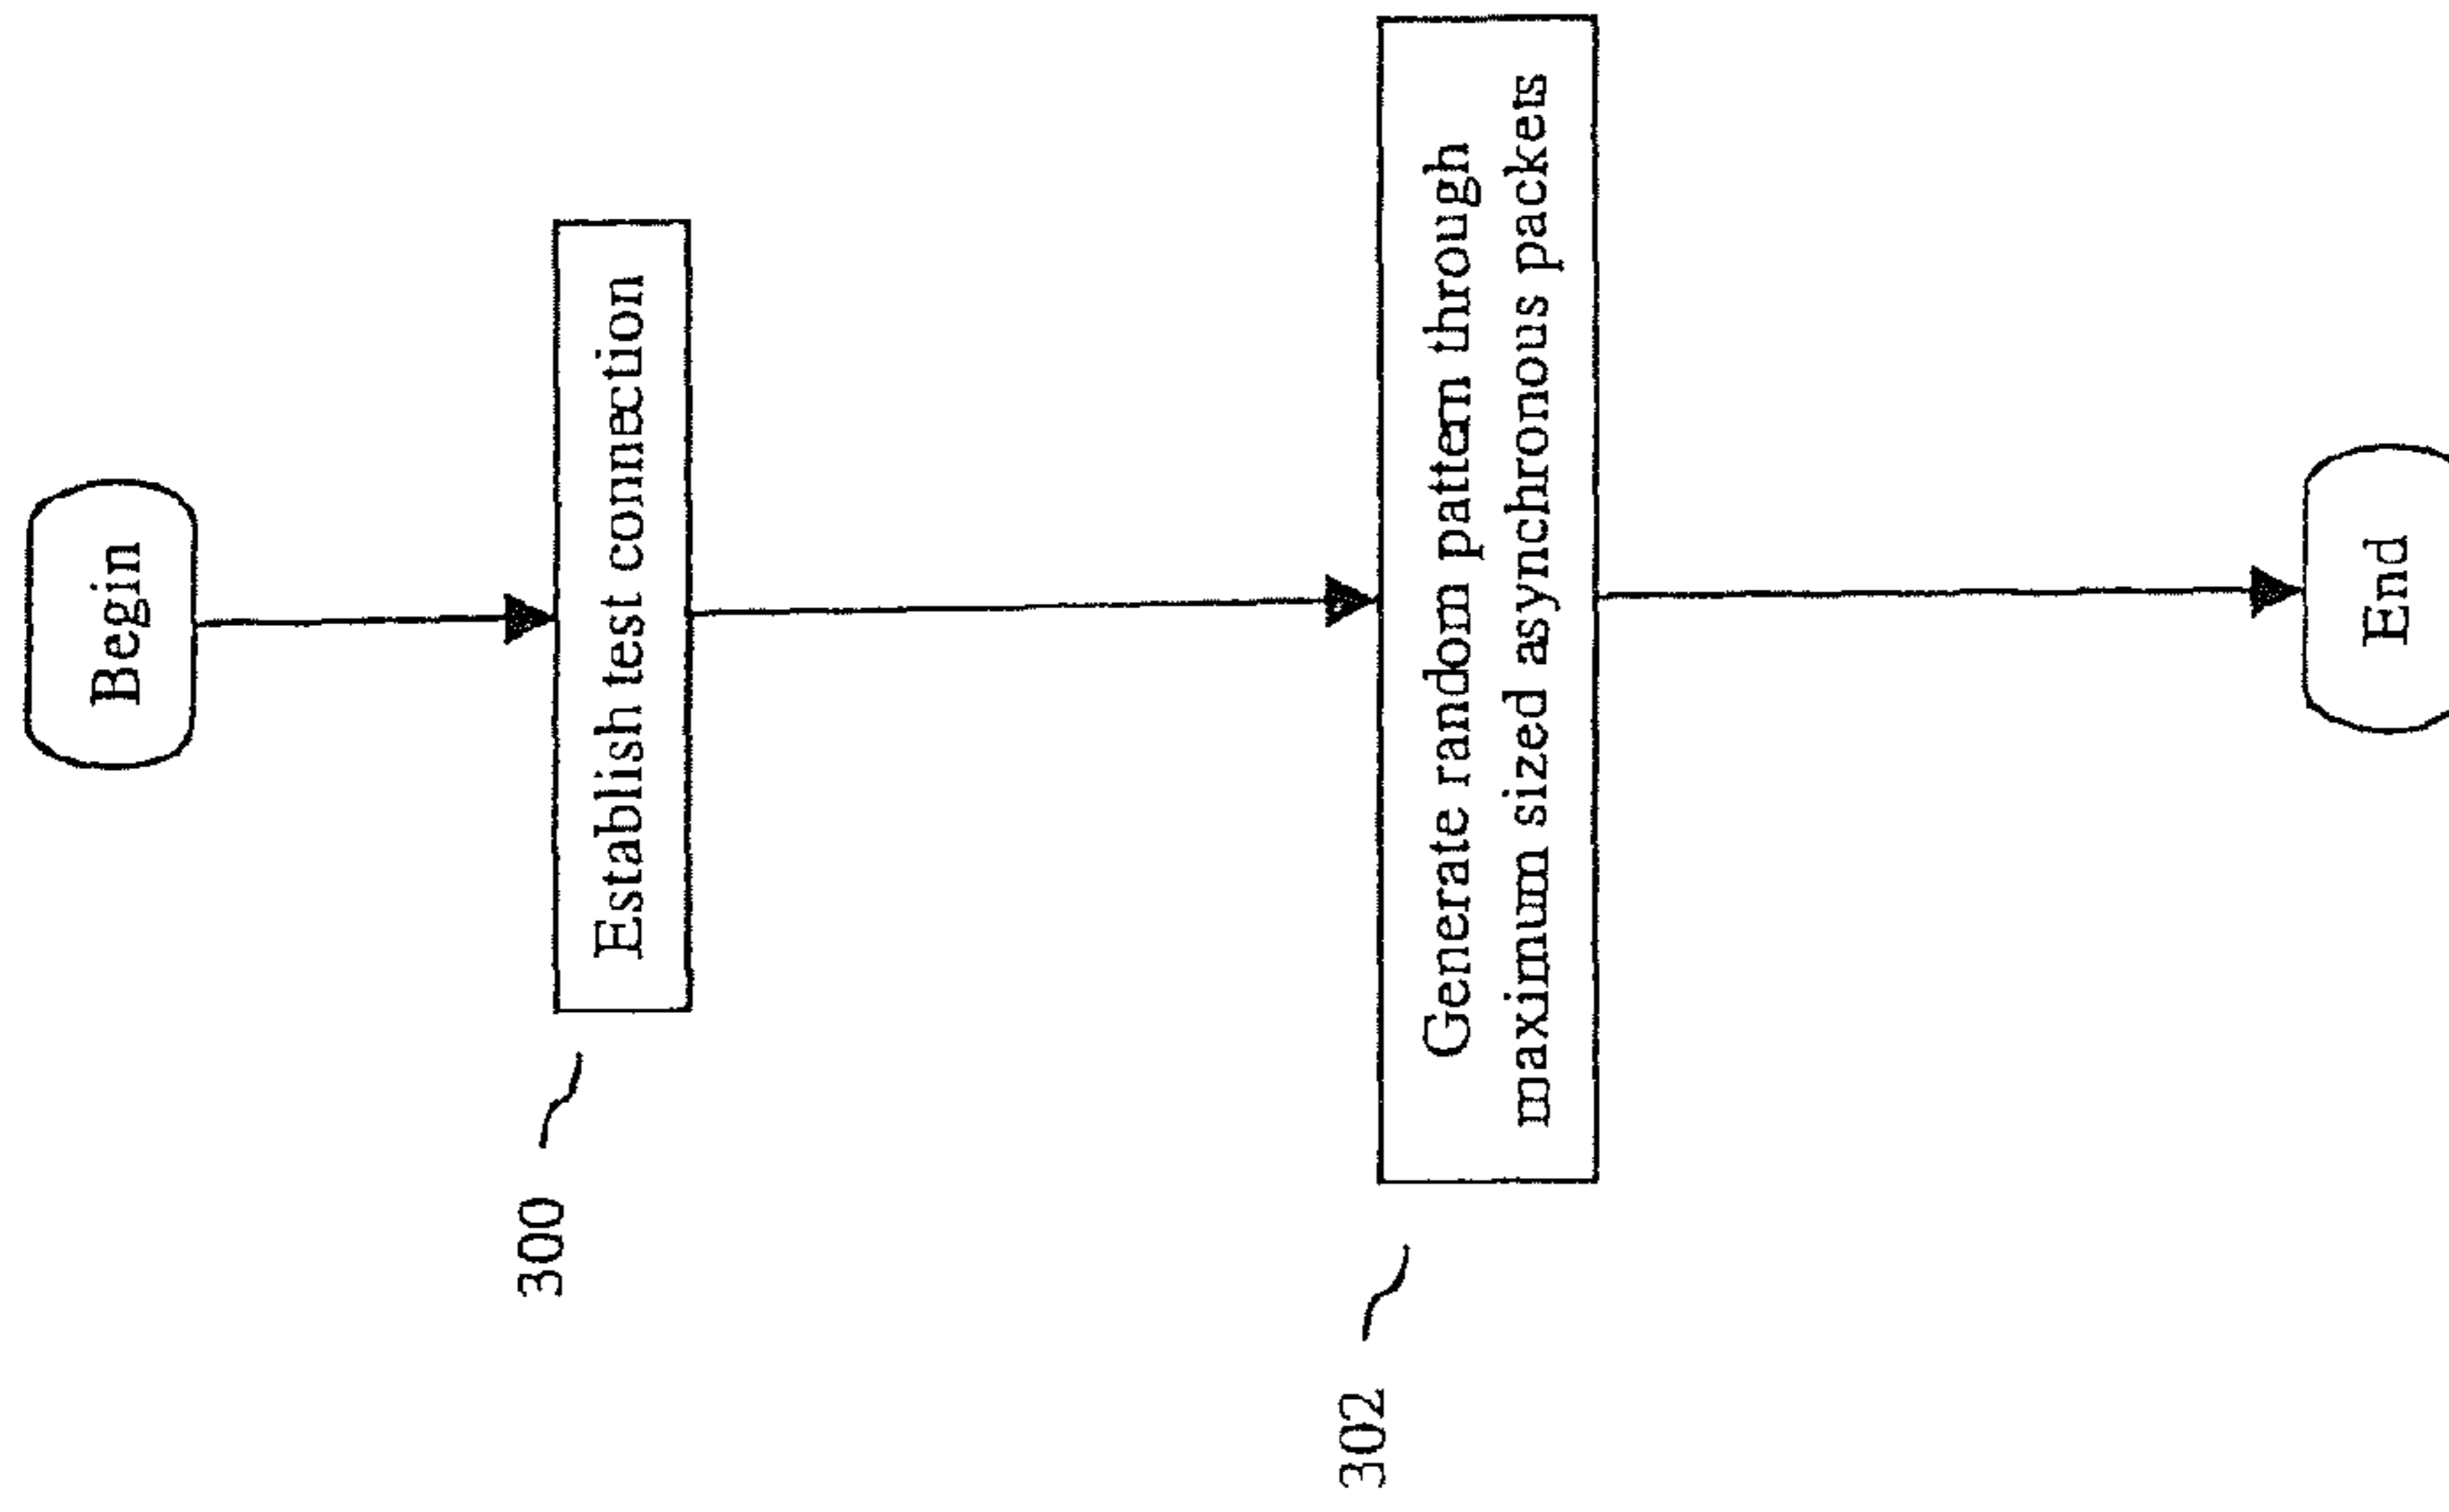 Begin
300
Establish test connection
302
Generate random pattern through
maximum sized asynchronous packets
End